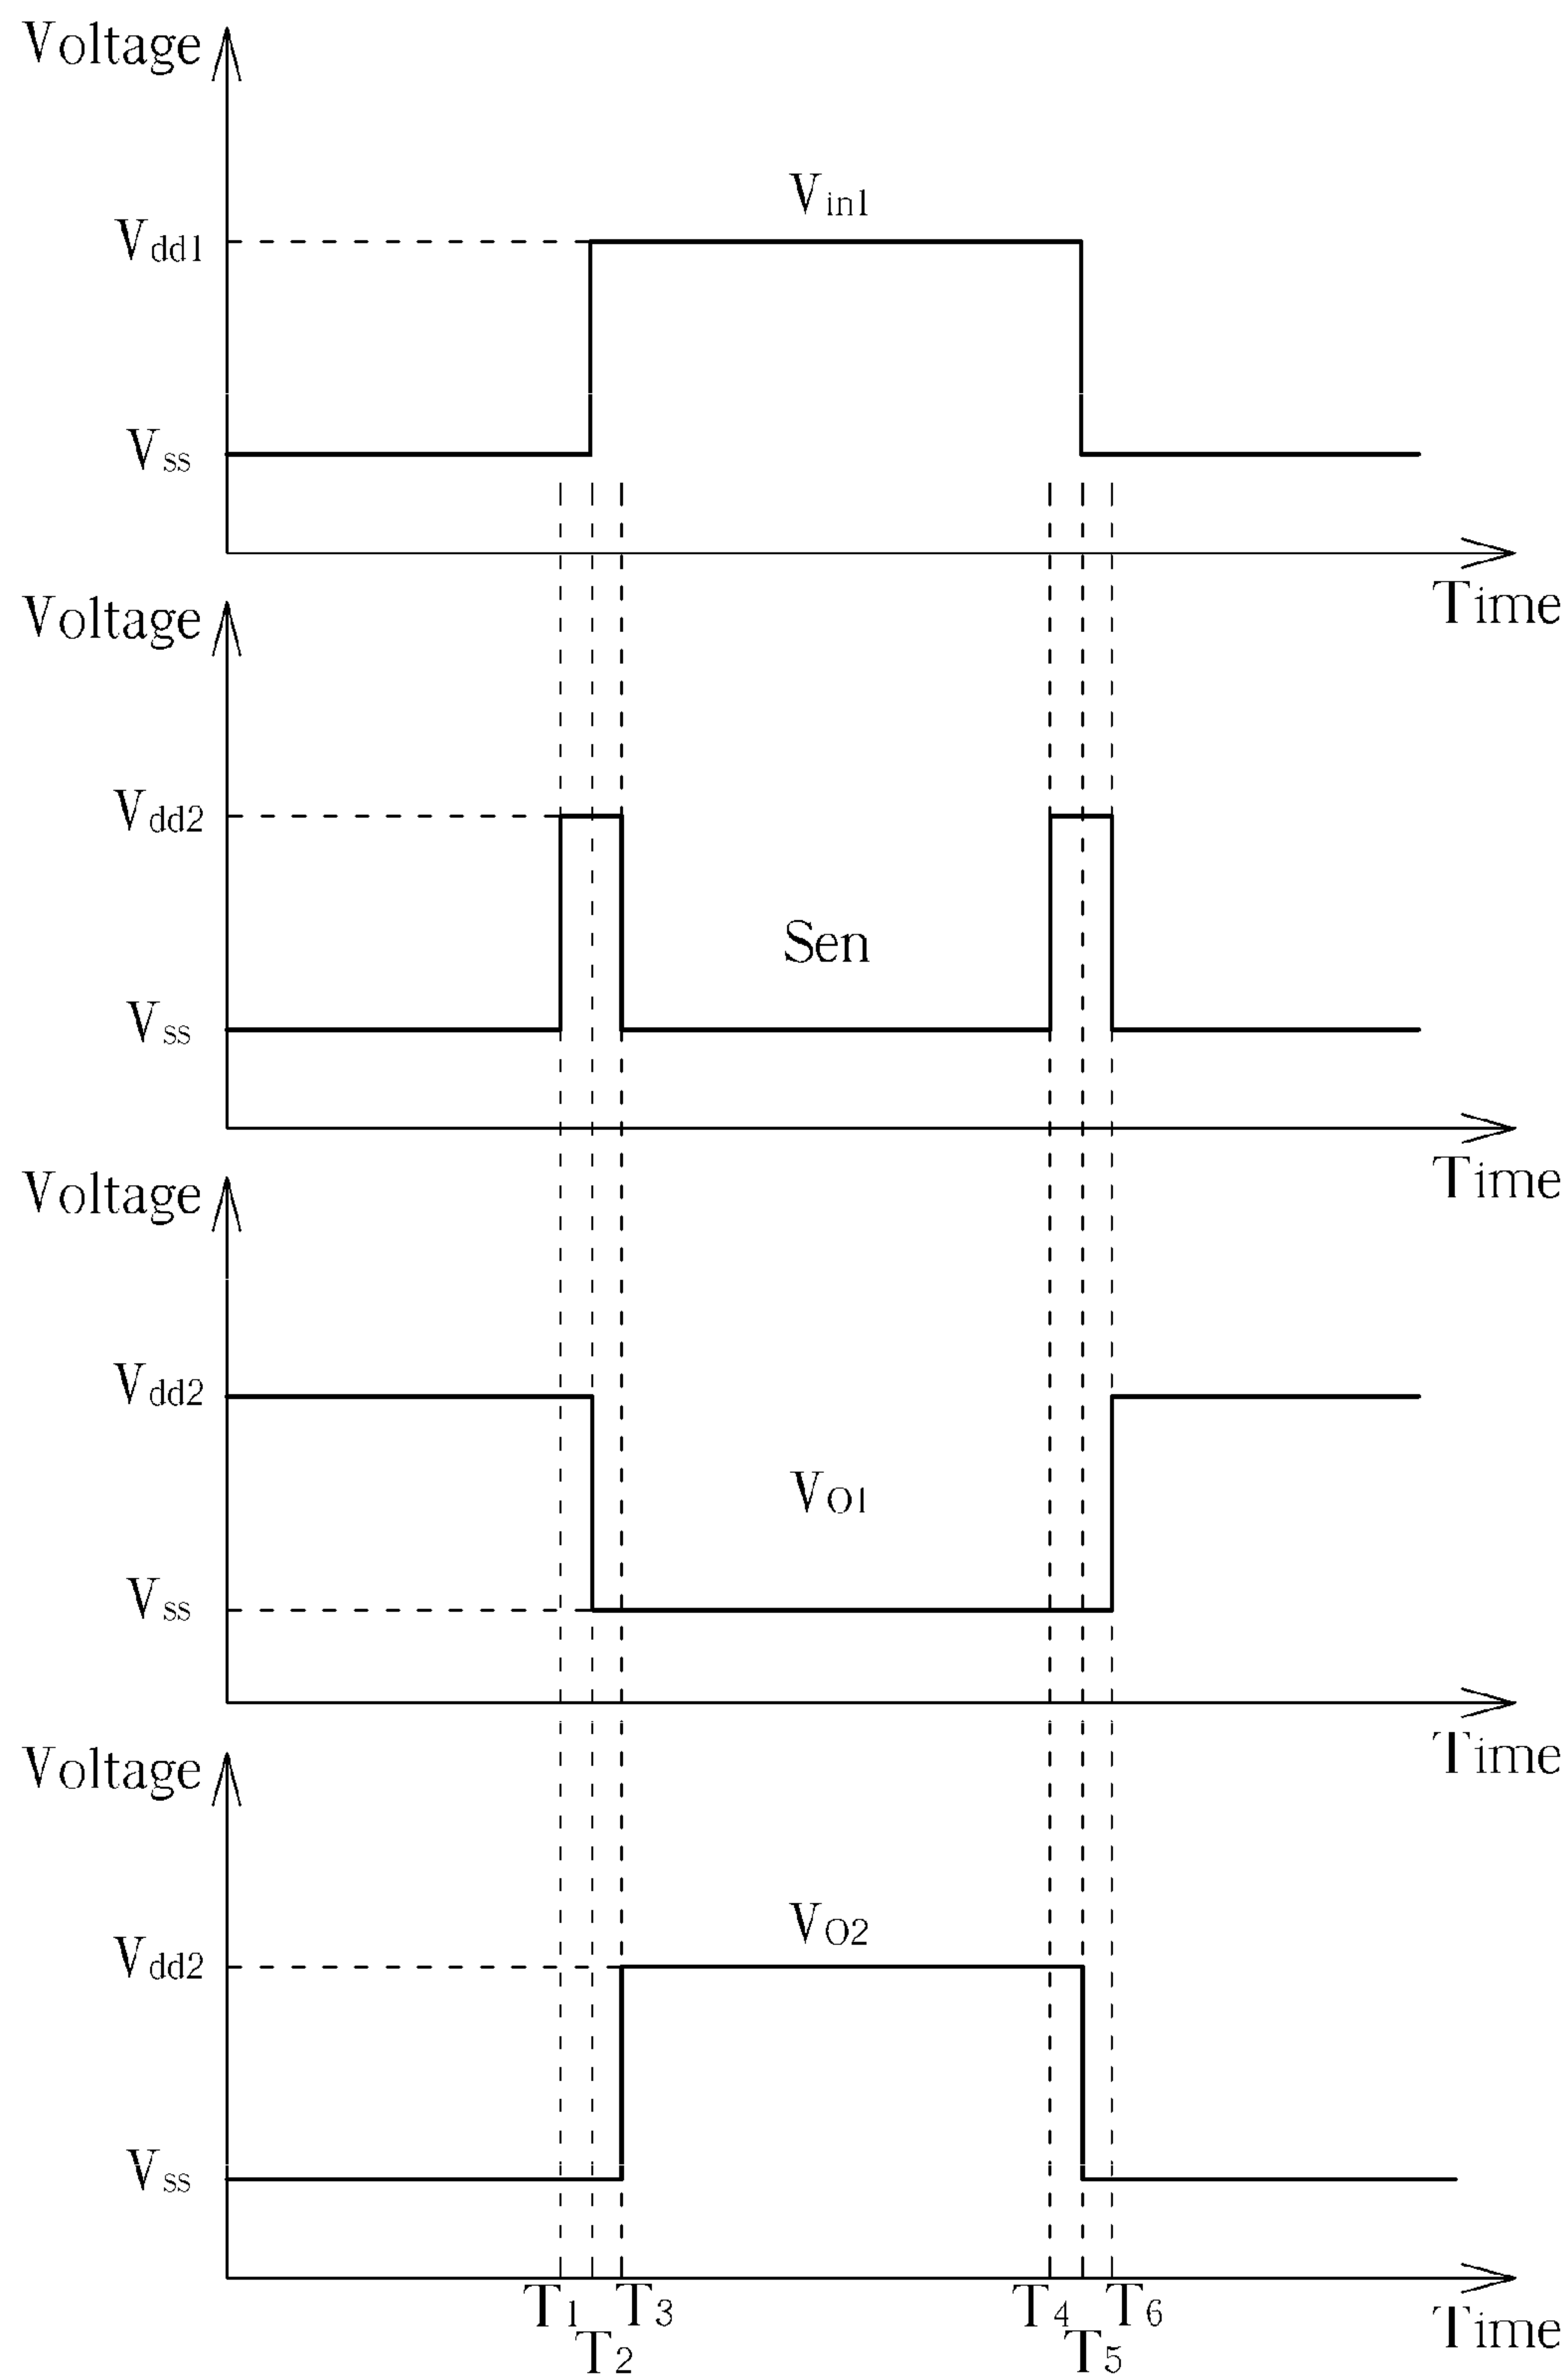 Voltage
Vin1
Vdd1
Vss
Time
Voltage
Vdd2
Sen
Vss
Time
Voltage
Vdd2
VO1
Vss
Time
Voltage
VO2
Vdd2
Vss
T1 T3 T4 T6
Time
T2 T5